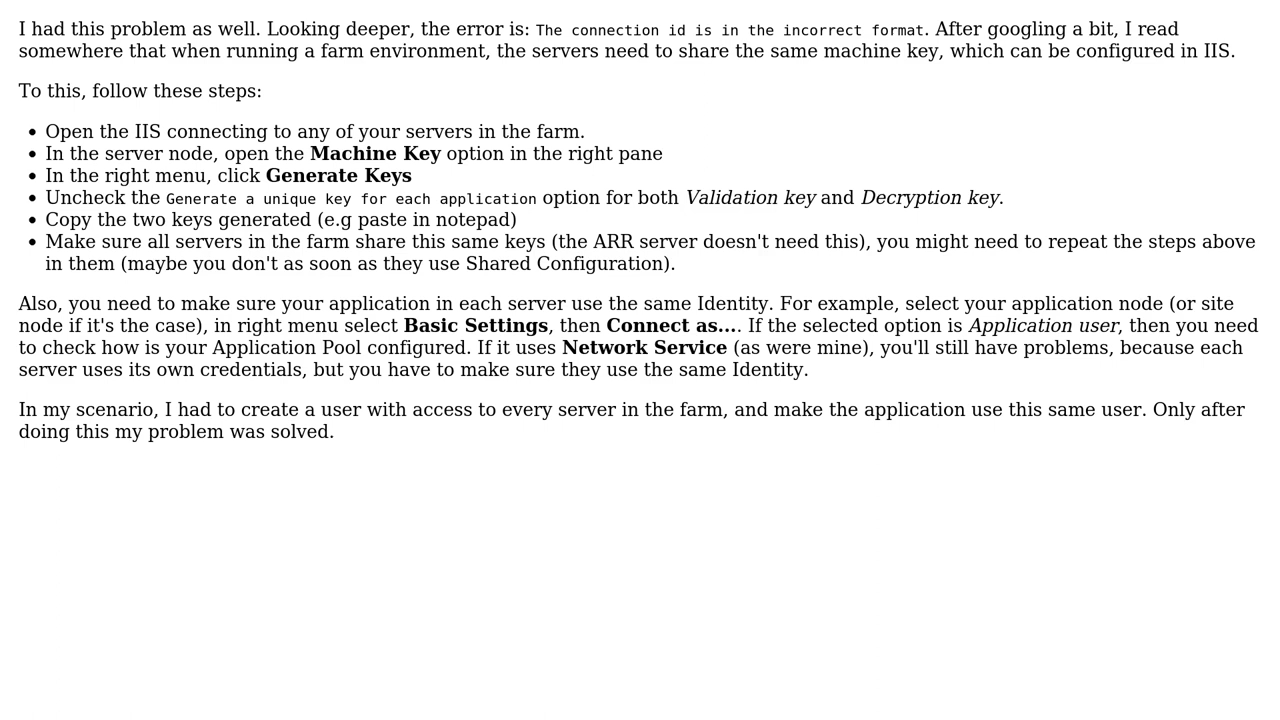 I had this problem as well. Looking deeper, the error is: The connection id is in the incorrect format. After googling a bit, I read
somewhere that when running a farm environment, the servers need to share the same machine key, which can be configured in IIS.
To this, follow these steps:
• Open the IIS connecting to any of your servers in the farm.
• In the server node, open the Machine Key option in the right pane
• In the right menu, click Generate Keys
• Uncheck the Generate a unique key for each application option for both Validation key and Decryption key.
• Copy the two keys generated (e.g paste in notepad)
• Make sure all servers in the farm share this same keys (the ARR server doesn't need this), you might need to repeat the steps above
in them (maybe you don't as soon as they use Shared Configuration).
Also, you need to make sure your application in each server use the same Identity. For example, select your application node (or site
node if it's the case), in right menu select Basic Settings, then Connect as.... If the selected option is Application user, then you need
to check how is your Application Pool configured. If it uses Network Service (as were mine), you'll still have problems, because each
server uses its own credentials, but you have to make sure they use the same Identity.
In my scenario, I had to create a user with access to every server in the farm, and make the application use this same user. Only after
doing this my problem was solved.